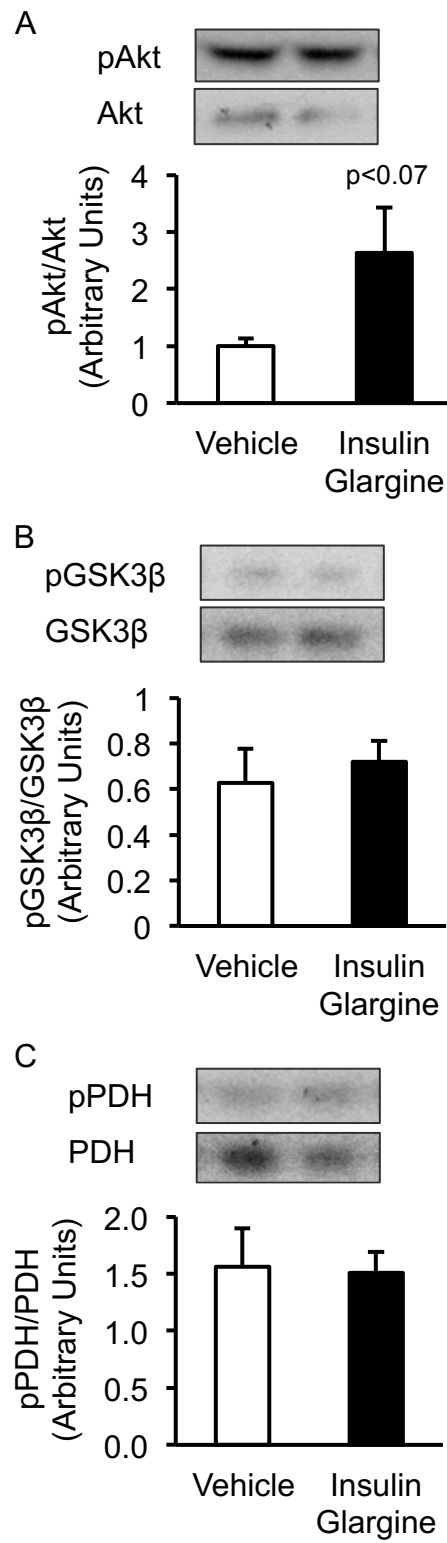 A
pAkt
Akt
p<0.07
pAkt/Akt
(Arbitrary Units)
4
3
2
1
0
Vehicle
Insulin
Glargine
B
pGSK3β
GSK3β
pGSK3β/GSK3β
(Arbitrary Units)
1
0.8
0.6
0.4
0.2
0
Vehicle
Insulin
Glargine
C
pPDH
PDH
pPDH/PDH
(Arbitrary Units)
2.0
1.5
1.0
0.5
0.0
Vehicle
Insulin
Glargine